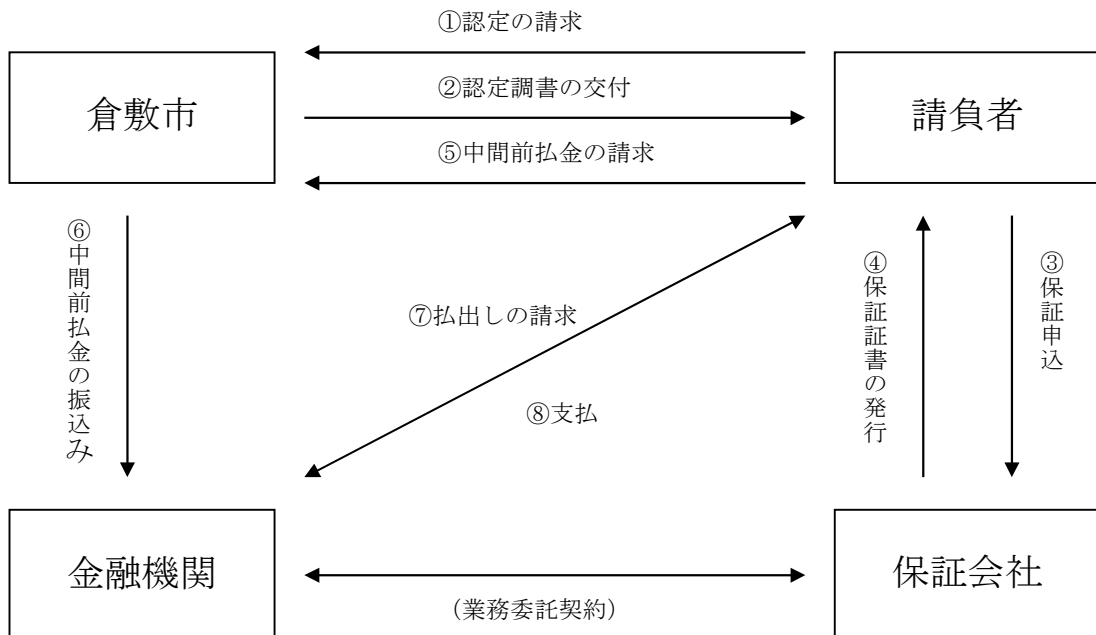 ①認定の請求
倉敷市
②認定調書の交付
請負者
⑤中間前払金の請求
⑥中間前払金の振込み
⑦払出しの請求
⑧支払
④保証証書の発行
③保証申込
金融機関
(業務委託契約)
保証会社